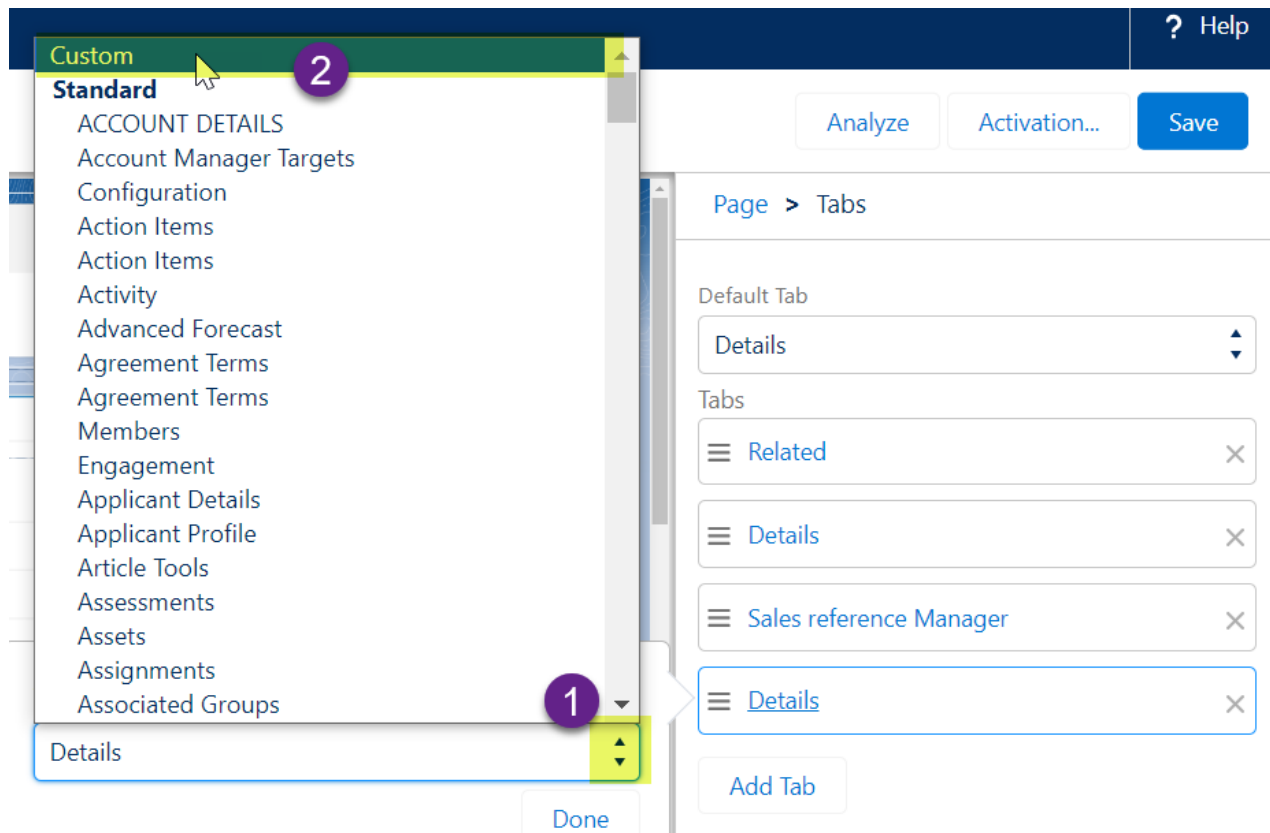 ? Help
Custom
2
Standard
ACCOUNT DETAILS
Account Manager Targets
Configuration
Action Items
Action Items
Activity
Advanced Forecast
Agreement Terms
Agreement Terms
Members
Engagement
Applicant Details
Applicant Profile
Article Tools
Assessments
Assets
Assignments
Associated Groups
1
Details
Done
Analyze
Activation...
Save
Page > Tabs
Default Tab
Details
Tabs
Related
Details
Sales reference Manager
Details
Add Tab